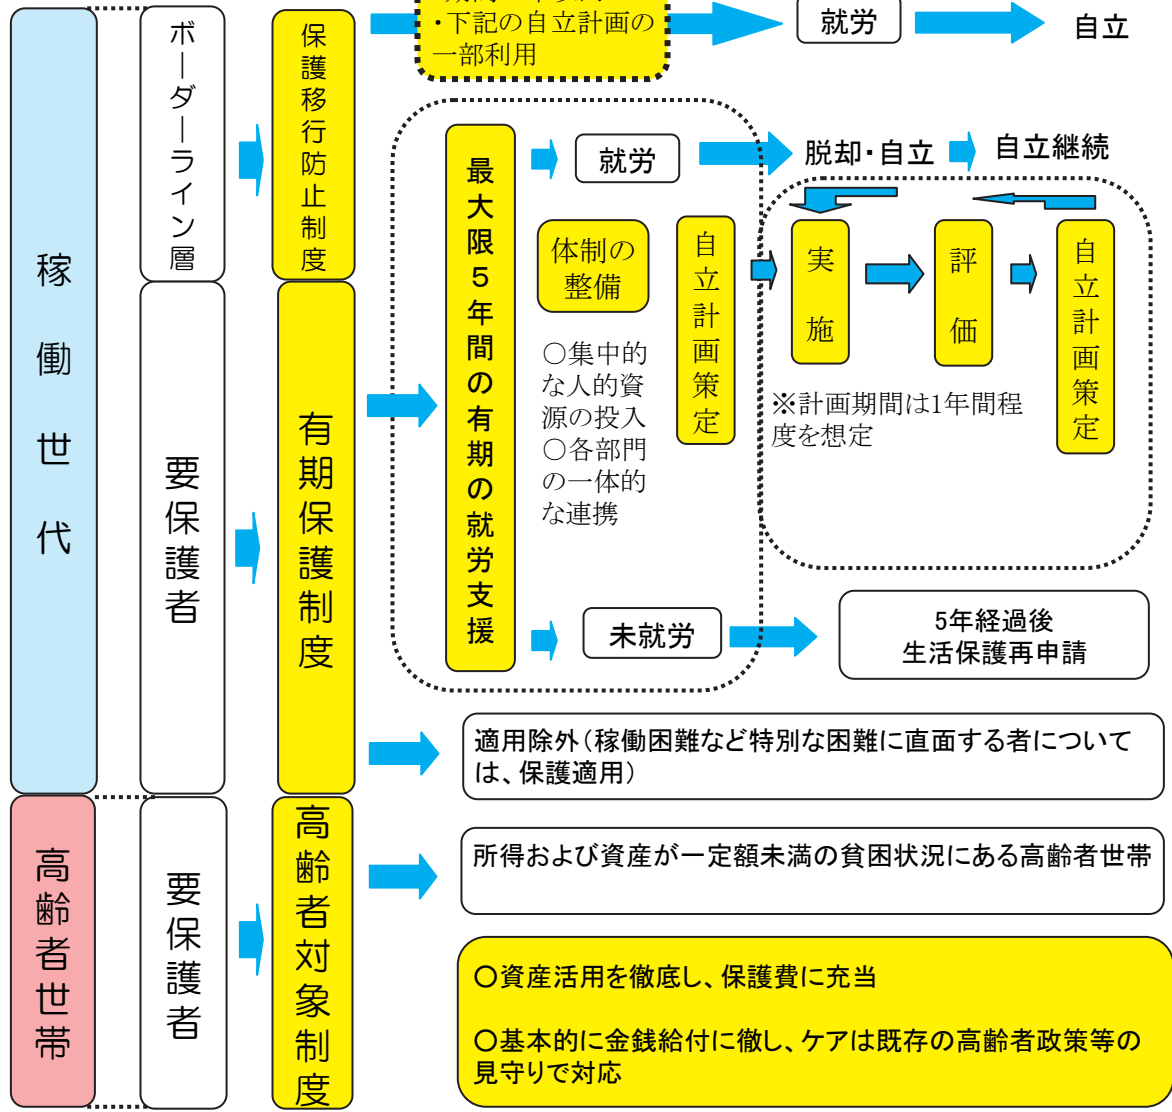 ・下記の自立計画の
一部利用
就労
自立
稼働世代
ボーダーライン層
保護移行防止制度
最大限5年間の有期の就労支援
就労
脱却・自立
自立継続
体制の
整備
自立計画策定
実施
評価
自立計画策定
○集中的
な人的資
源の投入
○各部門
の一体的
な連携
※計画期間は1年間程
度を想定
要保護者
有期保護制度
未就労
5年経過後
生活保護再申請
適用除外（稼働困難など特別な困難に直面する者について
は、保護適用）
高齢者世帯
要保護者
高齢者対象制度
所得および資産が一定額未満の貧困状況にある高齢者世帯
○資産活用を徹底し、保護費に充当
○基本的に金銭給付に徹し、ケアは既存の高齢者政策等の
見守りで対応